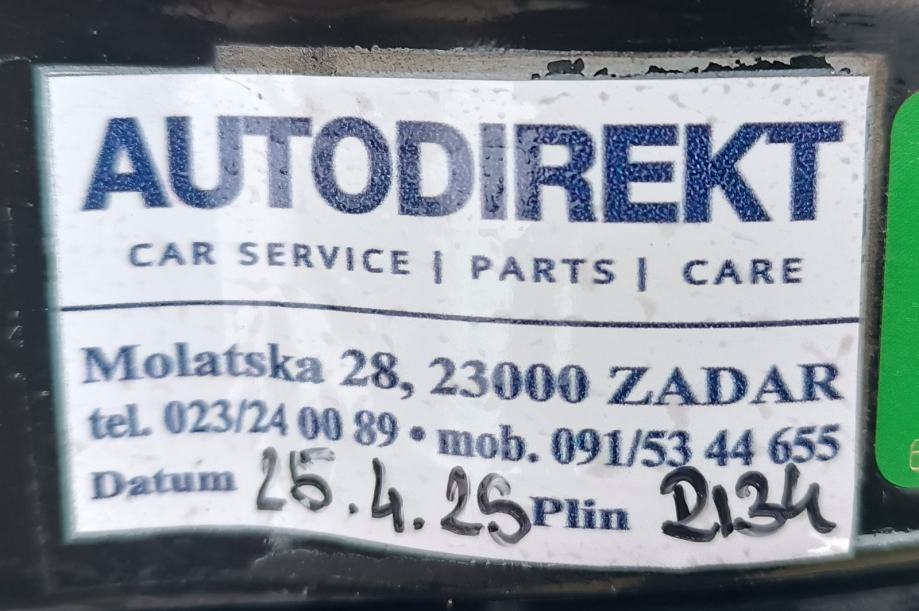 AUTODIREKT
CAR SERVICE | PARTS | CARE
Molatska 28, 23000 ZADAR
tel. 023/24 00 89 • mob. 091/53 44 655
Datum 25.4.25 Plin R134